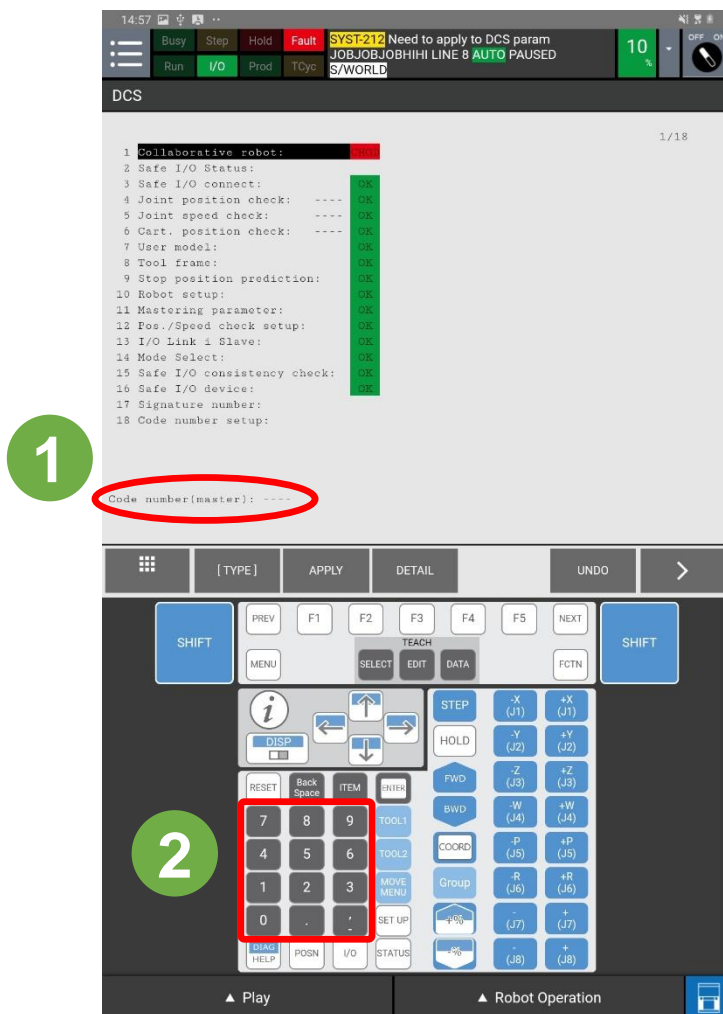 14:57
Busy Step Hold Fault SYST-212 Need to apply to DCS param
JOBJOBJOBHIHI LINE 8 AUTO PAUSED
Run I/O Prod TCyc S/WORLD
10 %
OFF ON
DCS
1/18
1 Collaborative robot: CHGD
2 Safe I/O Status:
3 Safe I/O connect: OK
4 Joint position check: ---- OK
5 Joint speed check: ---- OK
6 Cart. position check: ---- OK
7 User model: OK
8 Tool frame: OK
9 Stop position prediction: OK
10 Robot setup: OK
11 Mastering parameter: OK
12 Pos./Speed check setup: OK
13 I/O Link i Slave: OK
14 Mode Select: OK
15 Safe I/O consistency check: OK
16 Safe I/O device: OK
17 Signature number:
18 Code number setup:
1
Code number(master): ----
[ TYPE ] APPLY DETAIL UNDO >
SHIFT PREV F1 F2 F3 F4 F5 NEXT SHIFT
TEACH
MENU SELECT EDIT DATA FCTN
i DISP
STEP -X (J1) +X (J1)
HOLD -Y (J2) +Y (J2)
FWD -Z (J3) +Z (J3)
RESET Back Space ITEM ENTER
BWD -W (J4) +W (J4)
7 8 9 TOOL1
2
4 5 6 TOOL2 COORD -P (J5) +P (J5)
1 2 3 MOVE MENU Group -R (J6) +R (J6)
0 . , - SET UP +% - (J7) + (J7)
DIAG HELP POSN I/O STATUS -% - (J8) + (J8)
▲ Play ▲ Robot Operation